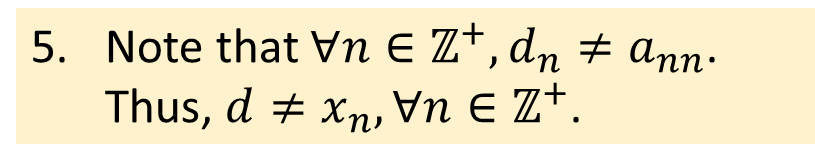 5. Note that ∀n ∈ ℤ⁺, dₙ ≠ aₙₙ.
Thus, d ≠ xₙ, ∀n ∈ ℤ⁺.